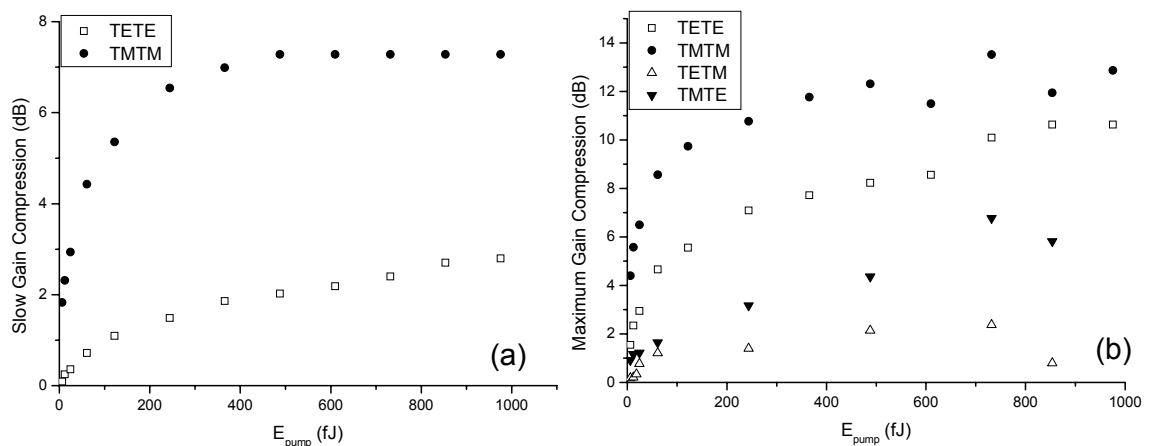 TETE
TMTM
8
6
4
2
0
Slow Gain Compression (dB)
0 200 400 600 800 1000
E_pump (fJ)
(a)
TETE
TMTM
TETM
TMTE
14
12
10
8
6
4
2
0
Maximum Gain Compression (dB)
0 200 400 600 800 1000
E_pump (fJ)
(b)